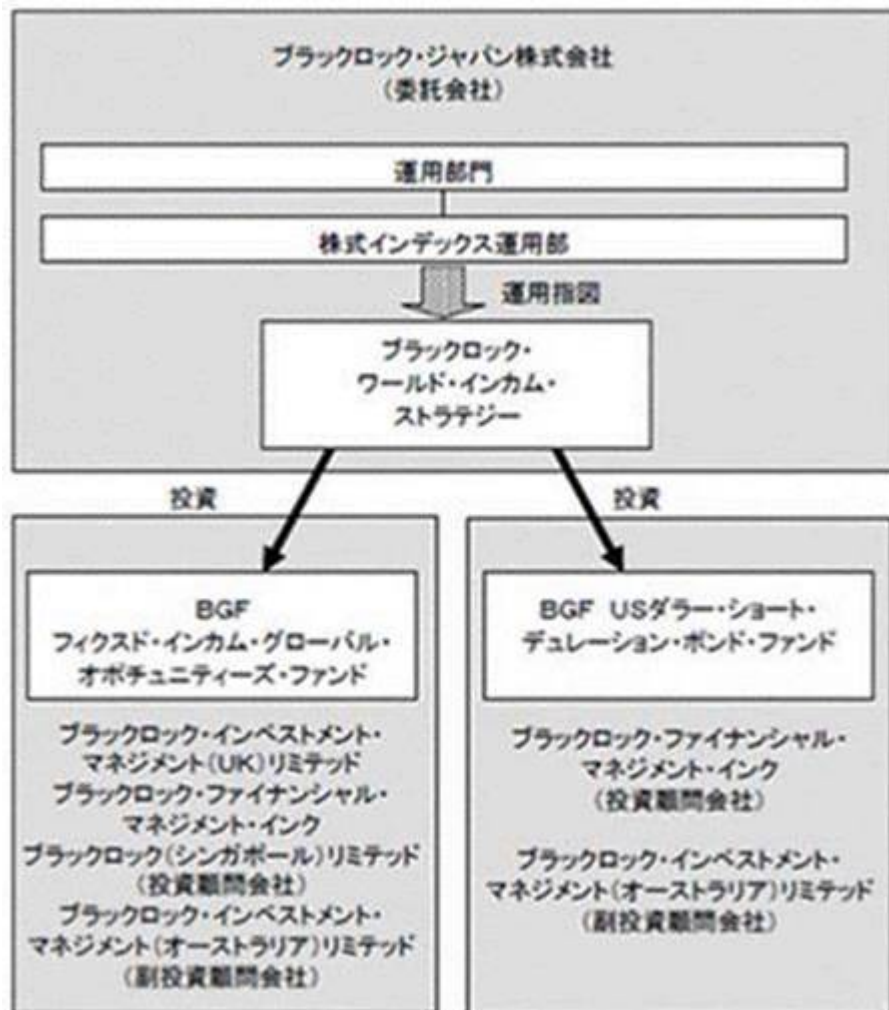 ブラックロック・ジャパン株式会社
(委託会社)
運用部門
株式インデックス運用部
運用指図
ブラックロック・
ワールド・インカム・
ストラテジー
投資
投資
BGF
フィクスド・インカム・グローバル・
オポチュニティーズ・ファンド
ブラックロック・インベストメント・
マネジメント(UK)リミテッド
ブラックロック・ファイナンシャル・
マネジメント・インク
ブラックロック(シンガポール)リミテッド
(投資顧問会社)
ブラックロック・インベストメント・
マネジメント(オーストラリア)リミテッド
(副投資顧問会社)
BGF USダラー・ショート・
デュレーション・ボンド・ファンド
ブラックロック・ファイナンシャル・
マネジメント・インク
(投資顧問会社)
ブラックロック・インベストメント・
マネジメント(オーストラリア)リミテッド
(副投資顧問会社)